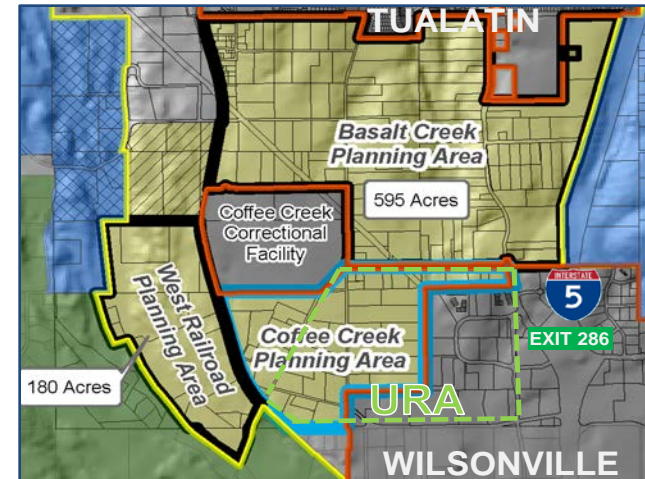 TUALATIN
Basalt Creek
Planning Area
595 Acres
Coffee Creek
Correctional
Facility
West Railroad
Planning Area
180 Acres
Coffee Creek
Planning Area
INTERSTATE
5
EXIT 286
URA
WILSONVILLE